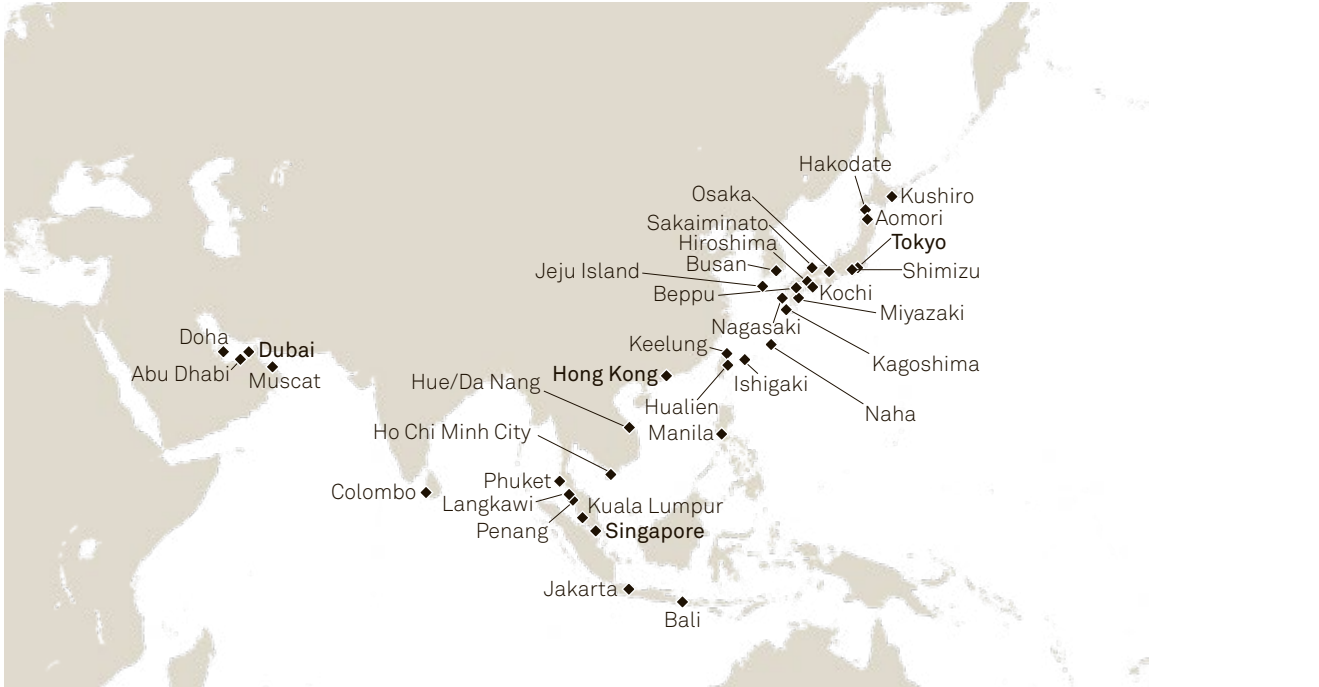 Hakodate
Osaka
Kushiro
Sakaiminato
Aomori
Hiroshima
Tokyo
Busan
Jeju Island
Shimizu
Beppu
Kochi
Miyazaki
Nagasaki
Doha
Dubai
Keelung
Abu Dhabi
Muscat
Hue/Da Nang
Hong Kong
Ishigaki
Kagoshima
Hualien
Naha
Ho Chi Minh City
Manila
Phuket
Colombo
Langkawi
Kuala Lumpur
Penang
Singapore
Jakarta
Bali